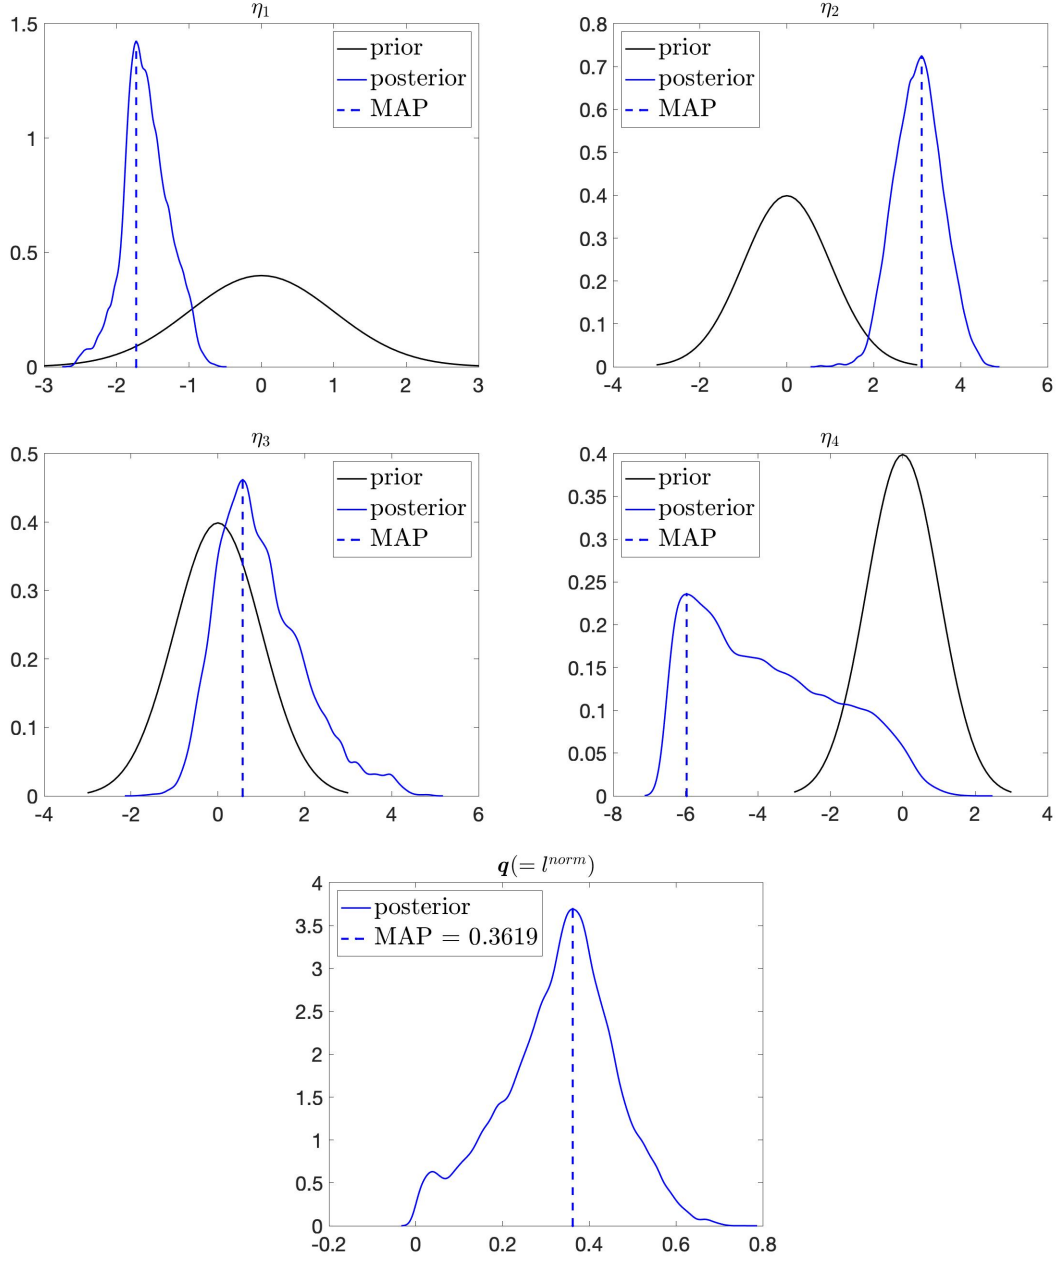 η₁
1.5
1
0.5
0
-3 -2 -1 0 1 2 3
prior
posterior
MAP
η₂
0.8
0.7
0.6
0.5
0.4
0.3
0.2
0.1
0
-4 -2 0 2 4 6
prior
posterior
MAP
η₃
0.5
0.4
0.3
0.2
0.1
0
-4 -2 0 2 4 6
prior
posterior
MAP
η₄
0.4
0.35
0.3
0.25
0.2
0.15
0.1
0.05
0
-8 -6 -4 -2 0 2 4
prior
posterior
MAP
q(= l^{norm})
4
3.5
3
2.5
2
1.5
1
0.5
0
-0.2 0 0.2 0.4 0.6 0.8
posterior
MAP = 0.3619